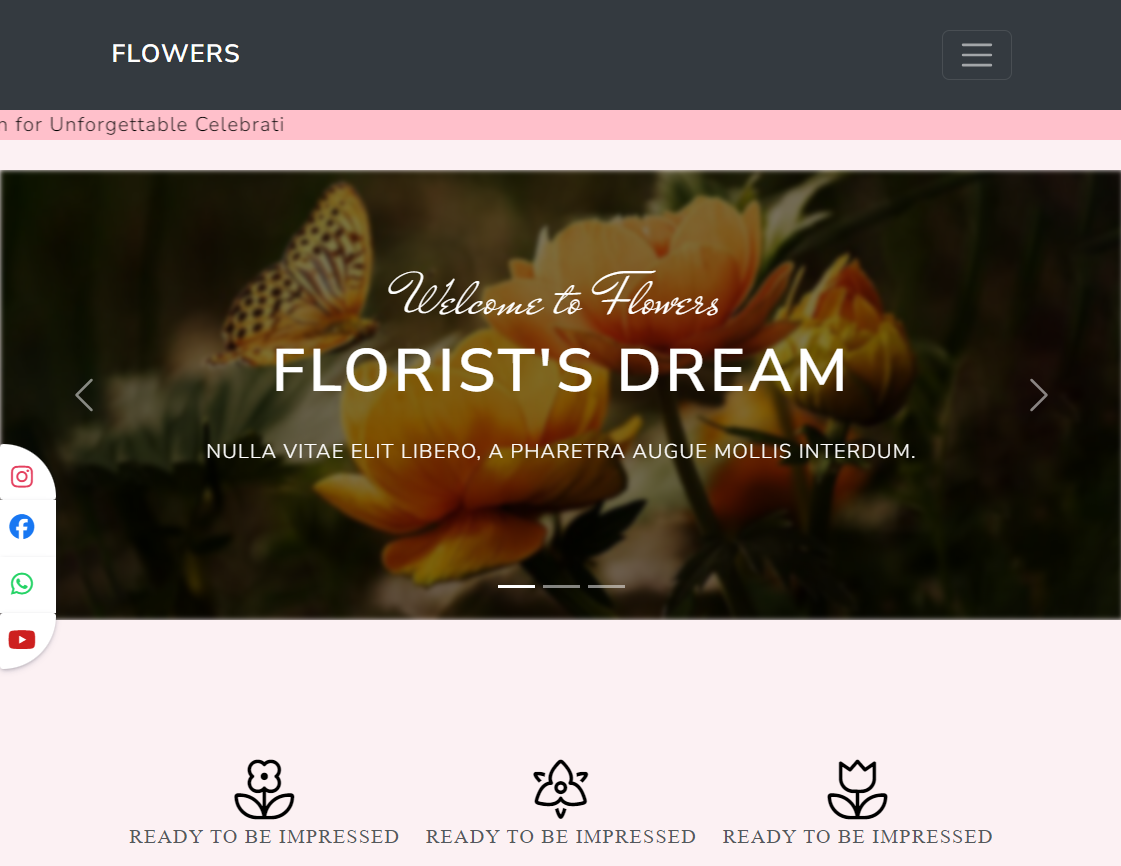 FLOWERS
for Unforgettable Celebrati
Welcome to Flowers
FLORIST'S DREAM
NULLA VITAE ELIT LIBERO, A PHARETRA AUGUE MOLLIS INTERDUM.
READY TO BE IMPRESSED READY TO BE IMPRESSED READY TO BE IMPRESSED